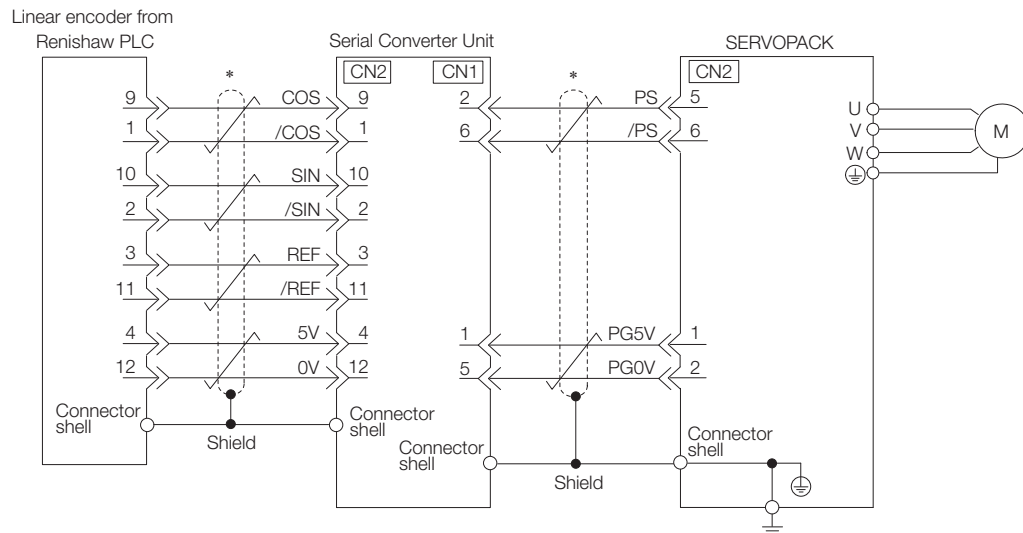 Linear encoder from
Renishaw PLC
Serial Converter Unit
SERVOPACK
CN2
CN1
CN2
*
*
9 COS 9
1 /COS 1
10 SIN 10
2 /SIN 2
3 REF 3
11 /REF 11
4 5V 4
12 0V 12
2 PS 5
6 /PS 6
1 PG5V 1
5 PG0V 2
U
V
W
M
Connector
shell
Shield
Connector
shell
Connector
shell
Shield
Connector
shell